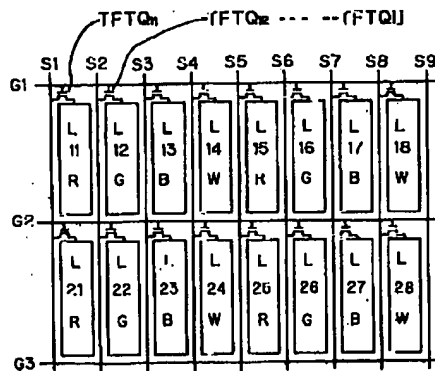 TFTQ11 TFTQ12 --- --TFTQij
S1 S2 S3 S4 S5 S6 S7 S8 S9
G1
L L L L L L L L
11 12 13 14 15 16 17 18
R G B W R G B W
G2
L L L L L L L L
21 22 23 24 25 26 27 28
R G B W R G B W
G3